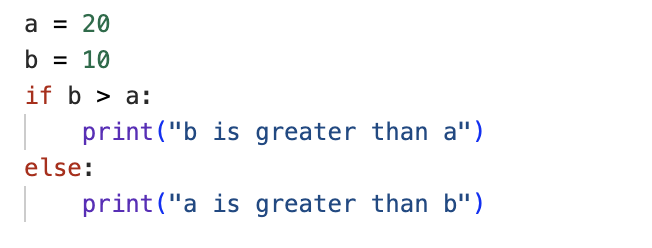 a = 20
b = 10
if b > a:
    print("b is greater than a")
else:
    print("a is greater than b")